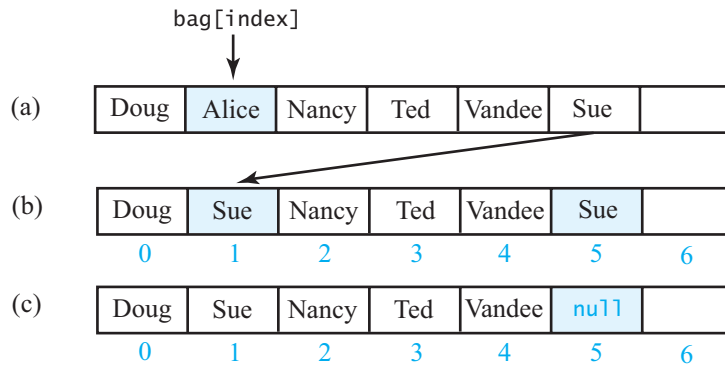 bag[index]
(a) Doug Alice Nancy Ted Vandee Sue
(b) Doug Sue Nancy Ted Vandee Sue
0 1 2 3 4 5 6
(c) Doug Sue Nancy Ted Vandee null
0 1 2 3 4 5 6